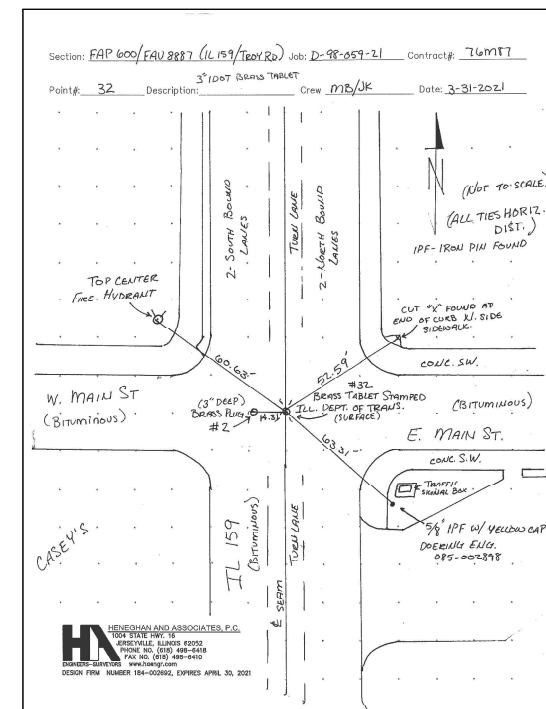 Section: FAP 600/FAU 8887 (IL 159/TROY RD) Job: D-98-059-21 Contract#: 76M87
3" IDOT BRASS TABLET
Point#: 32 Description: Crew MB/JK Date: 3-31-2021
2- SOUTH BOUND
LANES
TURN LANE
2- NORTH BOUND
LANES
N
(NOT TO SCALE.
(ALL TIES HORIZ.
DIST.)
IPF-IRON PIN FOUND
TOP CENTER
FIRE HYDRANT
CUT "X" FOUND AT
END OF CURB N. SIDE
SIDEWALK.
60.63'
52.59'
CONC. S.W.
W. MAIN ST
(BITUMINOUS)
(3" DEEP)
BRASS PLUG
#2
#32
BRASS TABLET STAMPED
ILL. DEPT. OF TRANS.
(SURFACE)
(BITUMINOUS)
63.31'
E. MAIN ST.
CONC. S.W.
TRAFFIC
SIGNAL BOX
5/8" IPF W/ YELLOW CAP
DOERING ENG.
085-002898
CASEY'S
IL 159
(BITUMINOUS)
TURN LANE
℄ SEAM
HA
ENGINEERS-SURVEYORS
HENEGHAN AND ASSOCIATES, P.C.
1004 STATE HWY. 16
JERSEYVILLE, ILLINOIS 62052
PHONE NO. (618) 498-6418
FAX NO. (618) 498-6410
www.haengr.com
DESIGN FIRM NUMBER 184-002692, EXPIRES APRIL 30, 2021